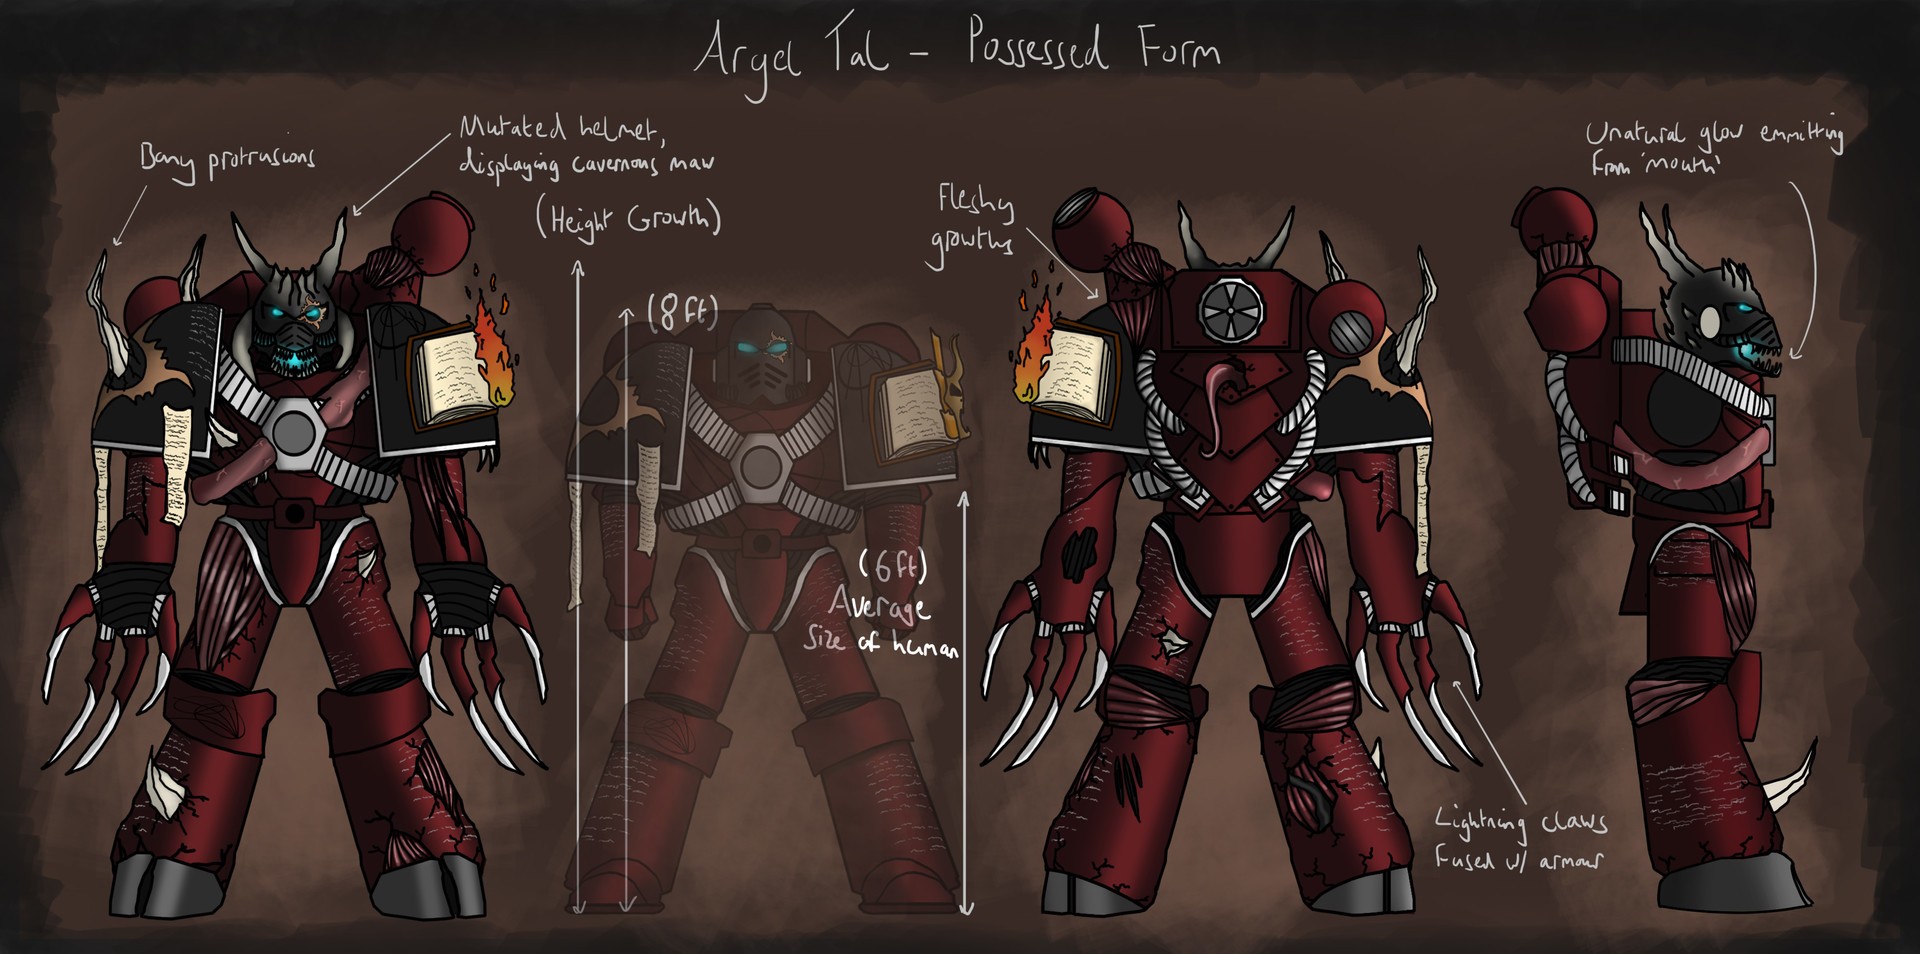 Argel Tal - Possessed Form
Bony protrusions
Mutated helmet,
displaying cavernous maw
(Height Growth)
(8ft)
(6ft)
Average
Size of human
Fleshy
growths
Unatural glow emmitting
From 'mouth'
Lightning claws
Fused w/ armour